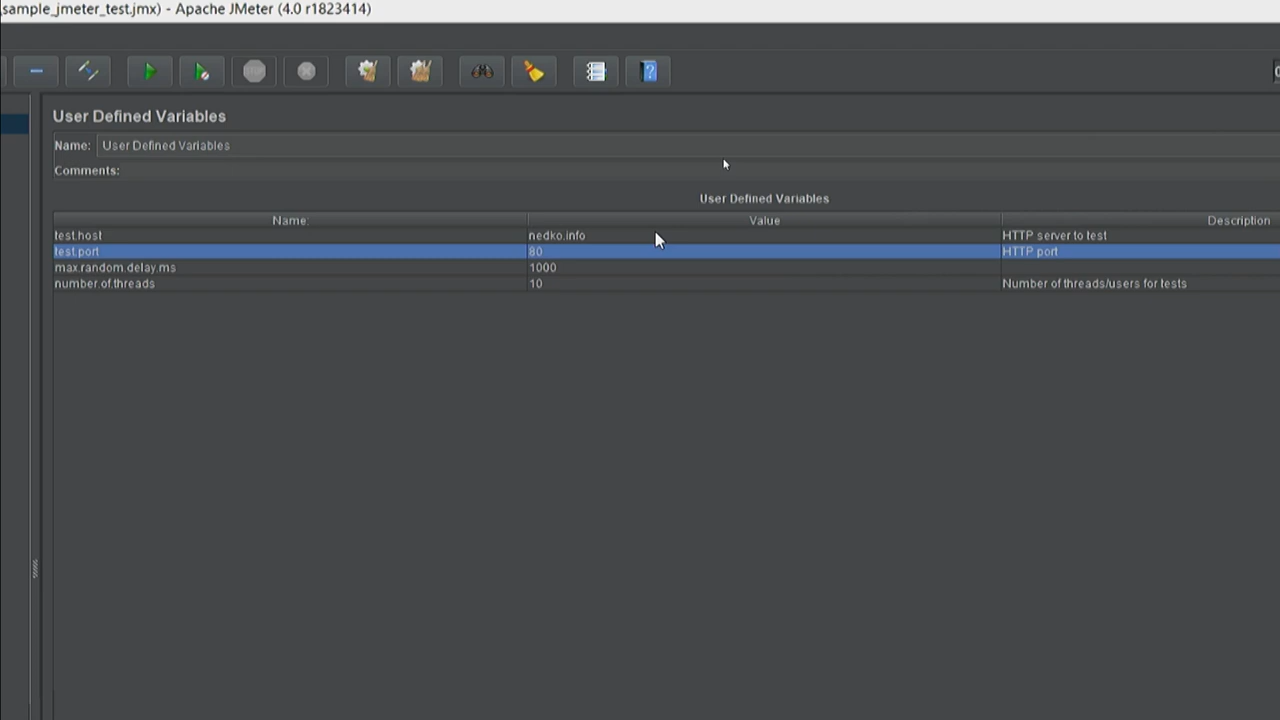 sample_jmeter_test.jmx) - Apache JMeter (4.0 r1823414)
User Defined Variables
Name: User Defined Variables
Comments:
User Defined Variables
Name: Value Description
test.host nedko.info HTTP server to test
test.port 80 HTTP port
max.random.delay.ms 1000
number.of.threads 10 Number of threads/users for tests